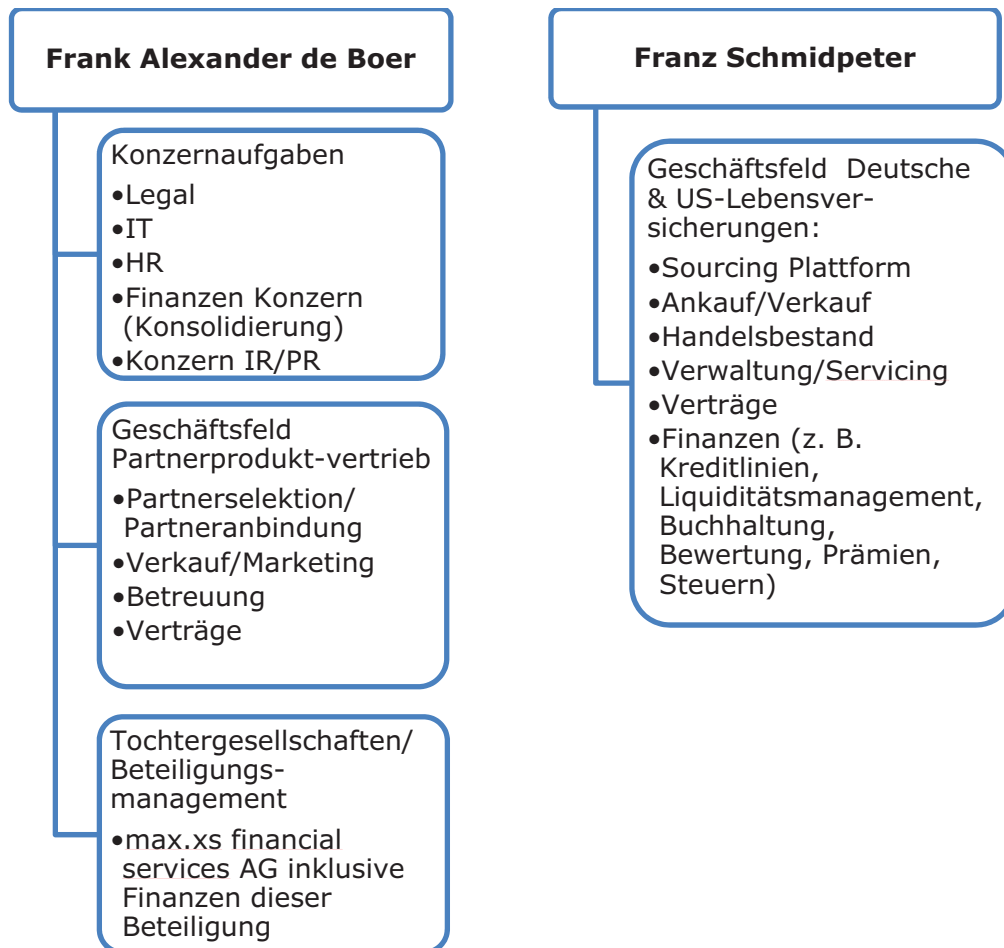 Frank Alexander de Boer
Konzernaufgaben
•Legal
•IT
•HR
•Finanzen Konzern
(Konsolidierung)
•Konzern IR/PR
Geschäftsfeld
Partnerprodukt-vertrieb
•Partnerselektion/
Partneranbindung
•Verkauf/Marketing
•Betreuung
•Verträge
Tochtergesellschaften/
Beteiligungs-
management
•max.xs financial
services AG inklusive
Finanzen dieser
Beteiligung
Franz Schmidpeter
Geschäftsfeld Deutsche
& US-Lebensver-
sicherungen:
•Sourcing Plattform
•Ankauf/Verkauf
•Handelsbestand
•Verwaltung/Servicing
•Verträge
•Finanzen (z. B.
Kreditlinien,
Liquiditätsmanagement,
Buchhaltung,
Bewertung, Prämien,
Steuern)